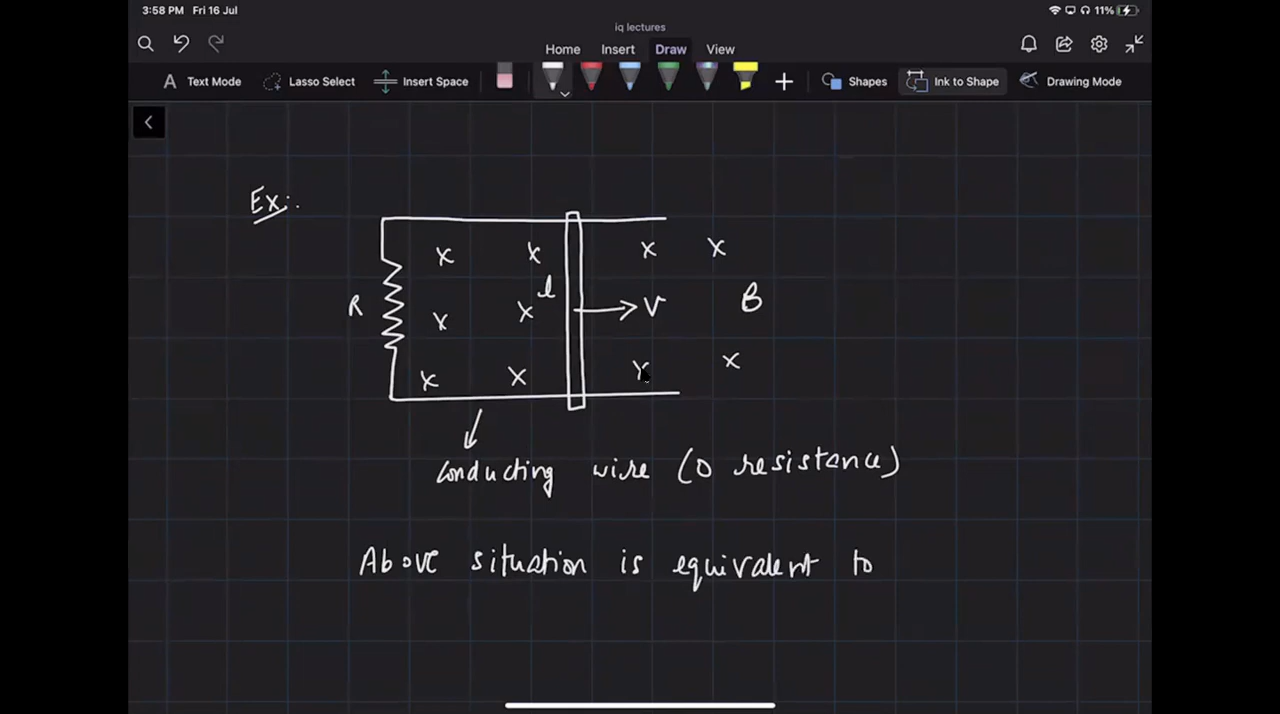 3:58 PM Fri 16 Jul
11%
iq lectures
Home Insert Draw View
Text Mode Lasso Select Insert Space Shapes Ink to Shape Drawing Mode
Ex:.
X X X X
l
R X X V B
X X X X
Conducting wire (0 resistance)
Above situation is equivalent to